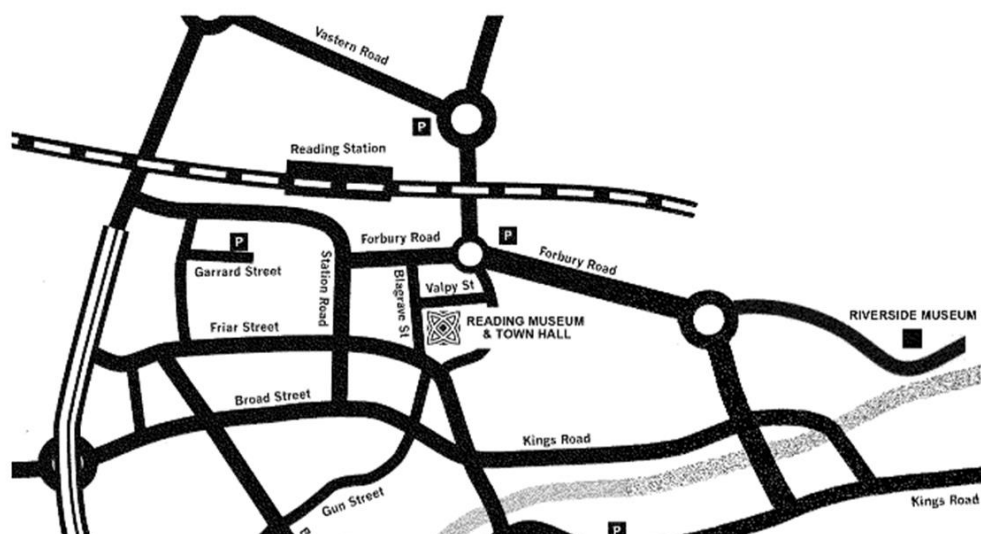 Vastern Road
P
Reading Station
Forbury Road
P
Forbury Road
P
Garrard Street
Station Road
Blagrave St
Valpy St
RIVERSIDE MUSEUM
READING MUSEUM
& TOWN HALL
Friar Street
Broad Street
Kings Road
Gun Street
Kings Road
P